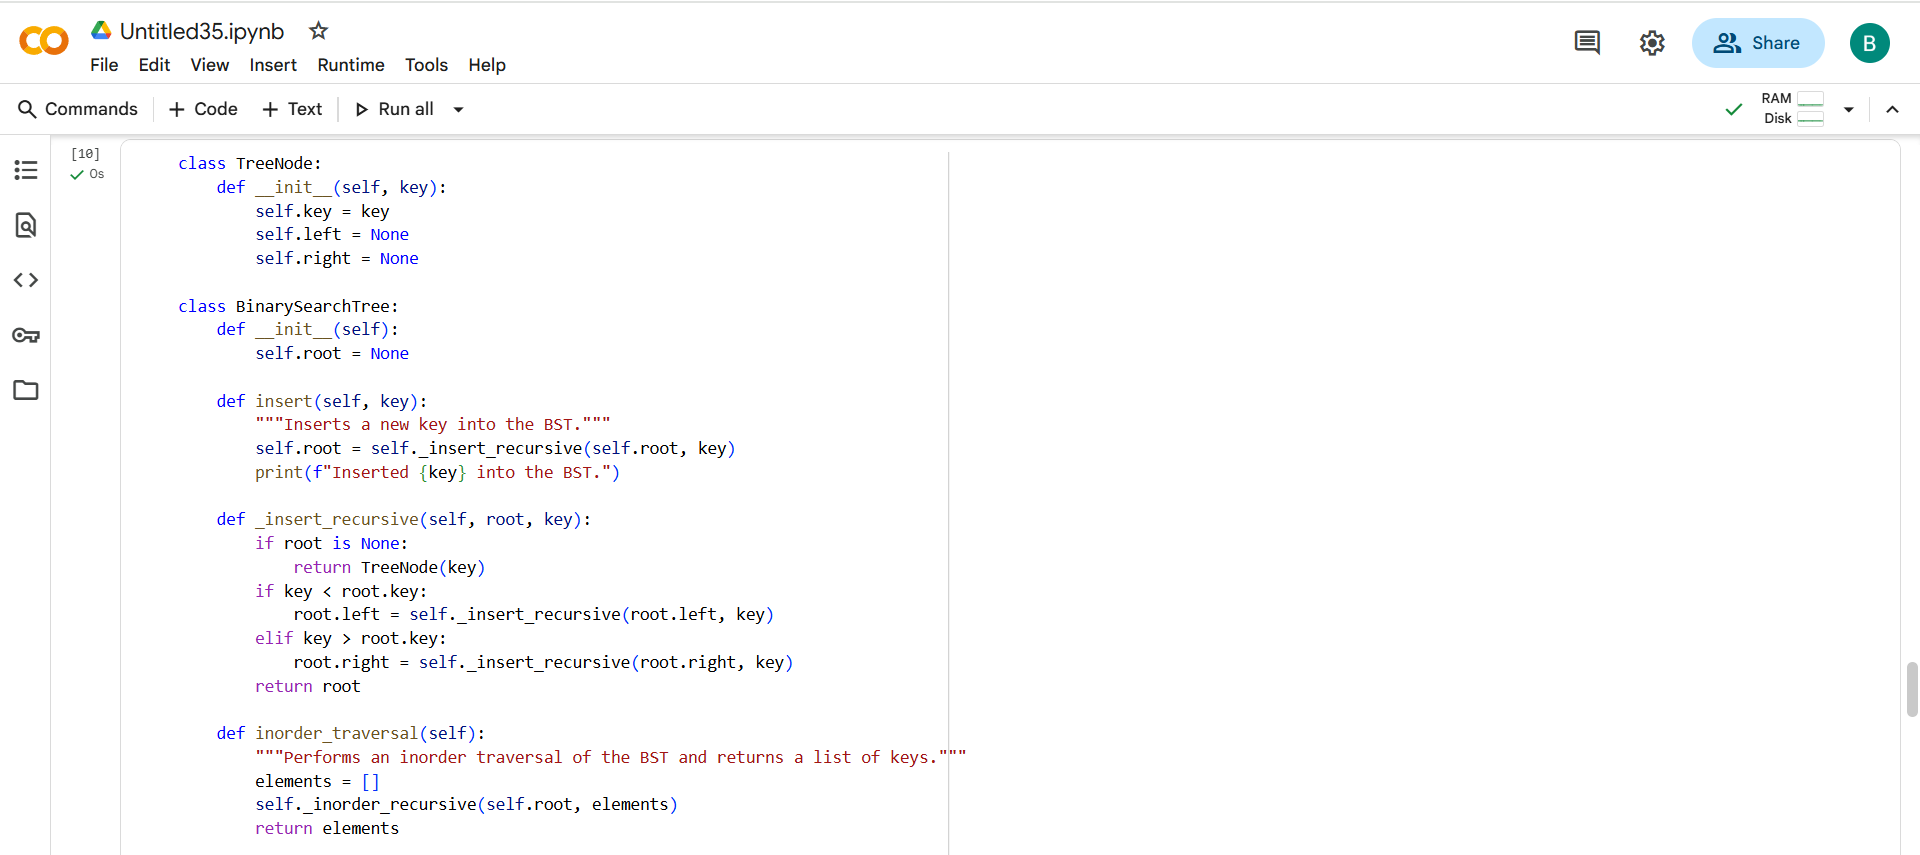 Untitled35.ipynb
File Edit View Insert Runtime Tools Help
Share
B
Commands + Code + Text Run all
RAM
Disk
[10]
0s
class TreeNode:
    def __init__(self, key):
        self.key = key
        self.left = None
        self.right = None

class BinarySearchTree:
    def __init__(self):
        self.root = None

    def insert(self, key):
        """Inserts a new key into the BST."""
        self.root = self._insert_recursive(self.root, key)
        print(f"Inserted {key} into the BST.")

    def _insert_recursive(self, root, key):
        if root is None:
            return TreeNode(key)
        if key < root.key:
            root.left = self._insert_recursive(root.left, key)
        elif key > root.key:
            root.right = self._insert_recursive(root.right, key)
        return root

    def inorder_traversal(self):
        """Performs an inorder traversal of the BST and returns a list of keys."""
        elements = []
        self._inorder_recursive(self.root, elements)
        return elements